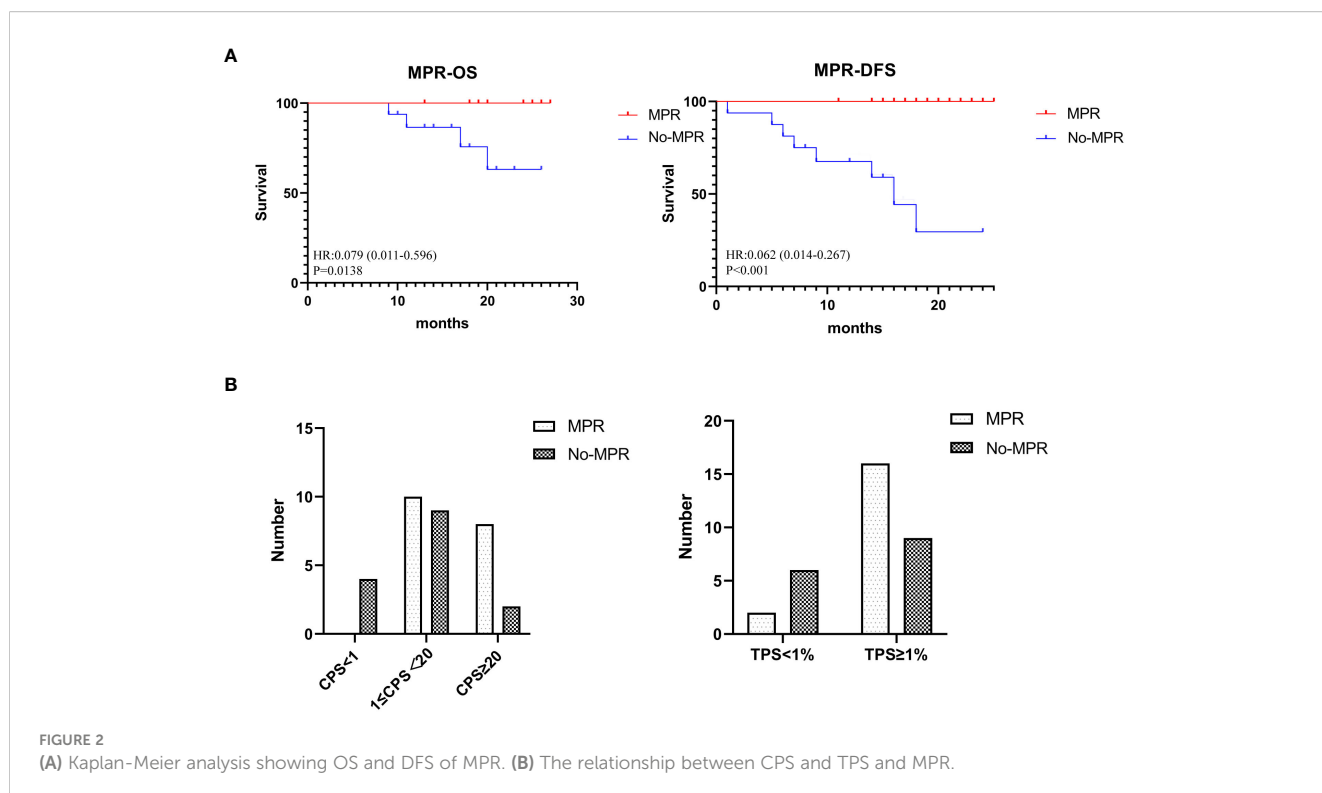 A
MPR-OS
100
50
0
Survival
0
10
20
30
months
HR:0.079 (0.011-0.596)
P=0.0138
MPR
No-MPR
MPR-DFS
100
50
0
Survival
0
10
20
months
HR:0.062 (0.014-0.267)
P<0.001
MPR
No-MPR
B
15
10
5
0
Number
CPS<1
1≤CPS<20
CPS≥20
MPR
No-MPR
20
15
10
5
0
Number
TPS<1%
TPS≥1%
MPR
No-MPR
FIGURE 2
(A) Kaplan-Meier analysis showing OS and DFS of MPR. (B) The relationship between CPS and TPS and MPR.